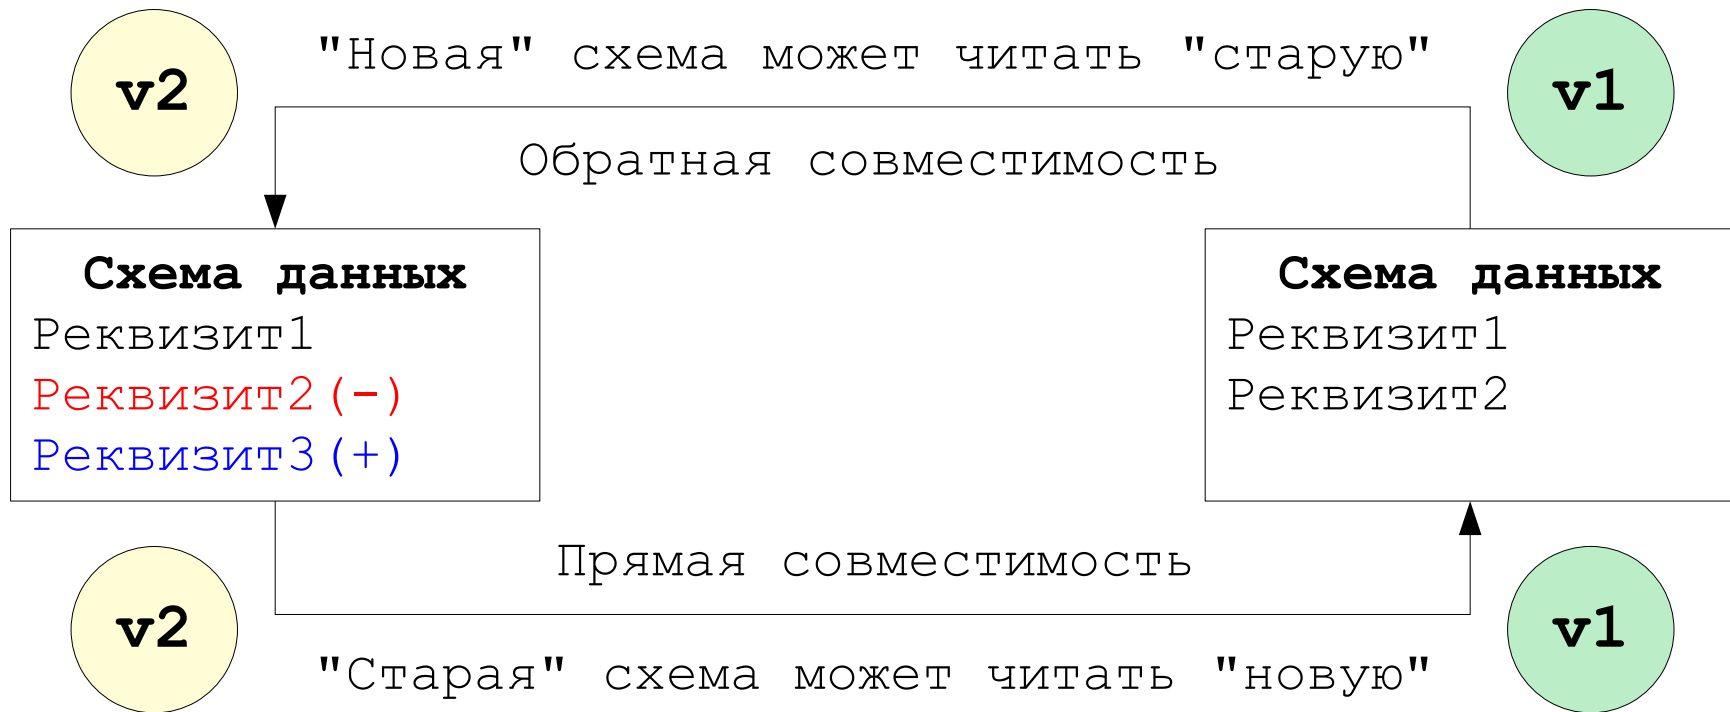 v2
"Новая" схема может читать "старую"
v1
Обратная совместимость
Схема данных
Реквизит1
Реквизит2(-)
Реквизит3(+)
Схема данных
Реквизит1
Реквизит2
Прямая совместимость
v2
"Старая" схема может читать "новую"
v1